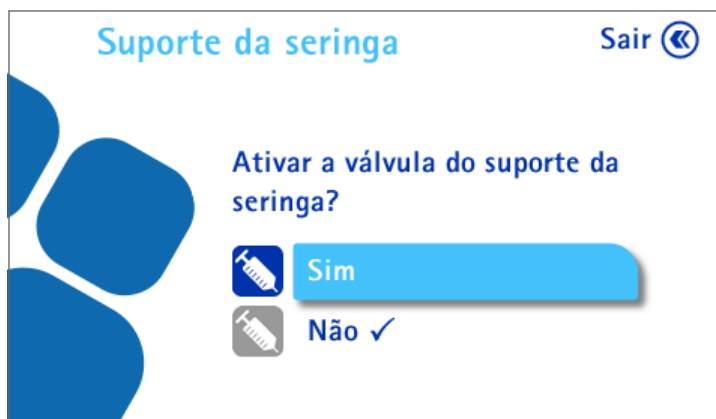 Suporte da seringa
Sair
Ativar a válvula do suporte da
seringa?
Sim
Não ✓